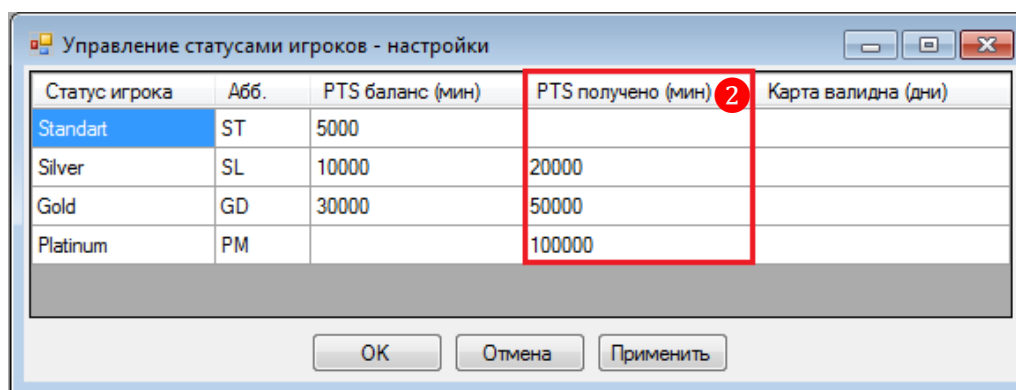 Управление статусами игроков - настройки
Статус игрока Абб. PTS баланс (мин) PTS получено (мин) 2 Карта валидна (дни)
Standart ST 5000
Silver SL 10000 20000
Gold GD 30000 50000
Platinum PM 100000
OK Отмена Применить